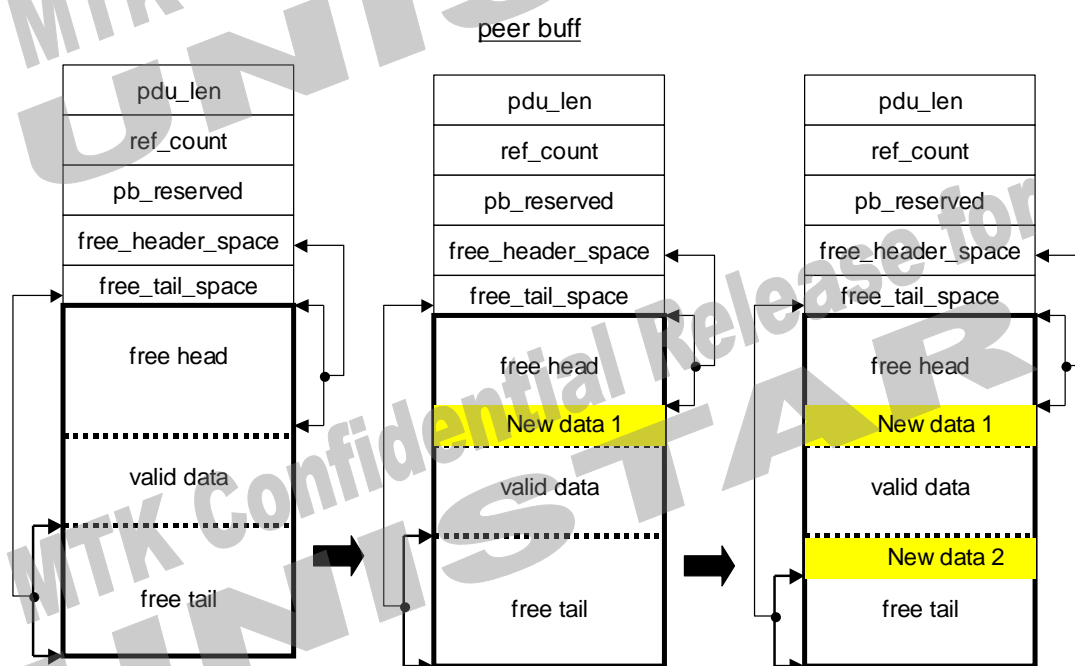 peer buff
pdu_len
ref_count
pb_reserved
free_header_space
free_tail_space
free head
valid data
free tail
pdu_len
ref_count
pb_reserved
free_header_space
free_tail_space
free head
New data 1
valid data
free tail
pdu_len
ref_count
pb_reserved
free_header_space
free_tail_space
free head
New data 1
valid data
New data 2
free tail
MTK Confidential Release for
UNISTAR